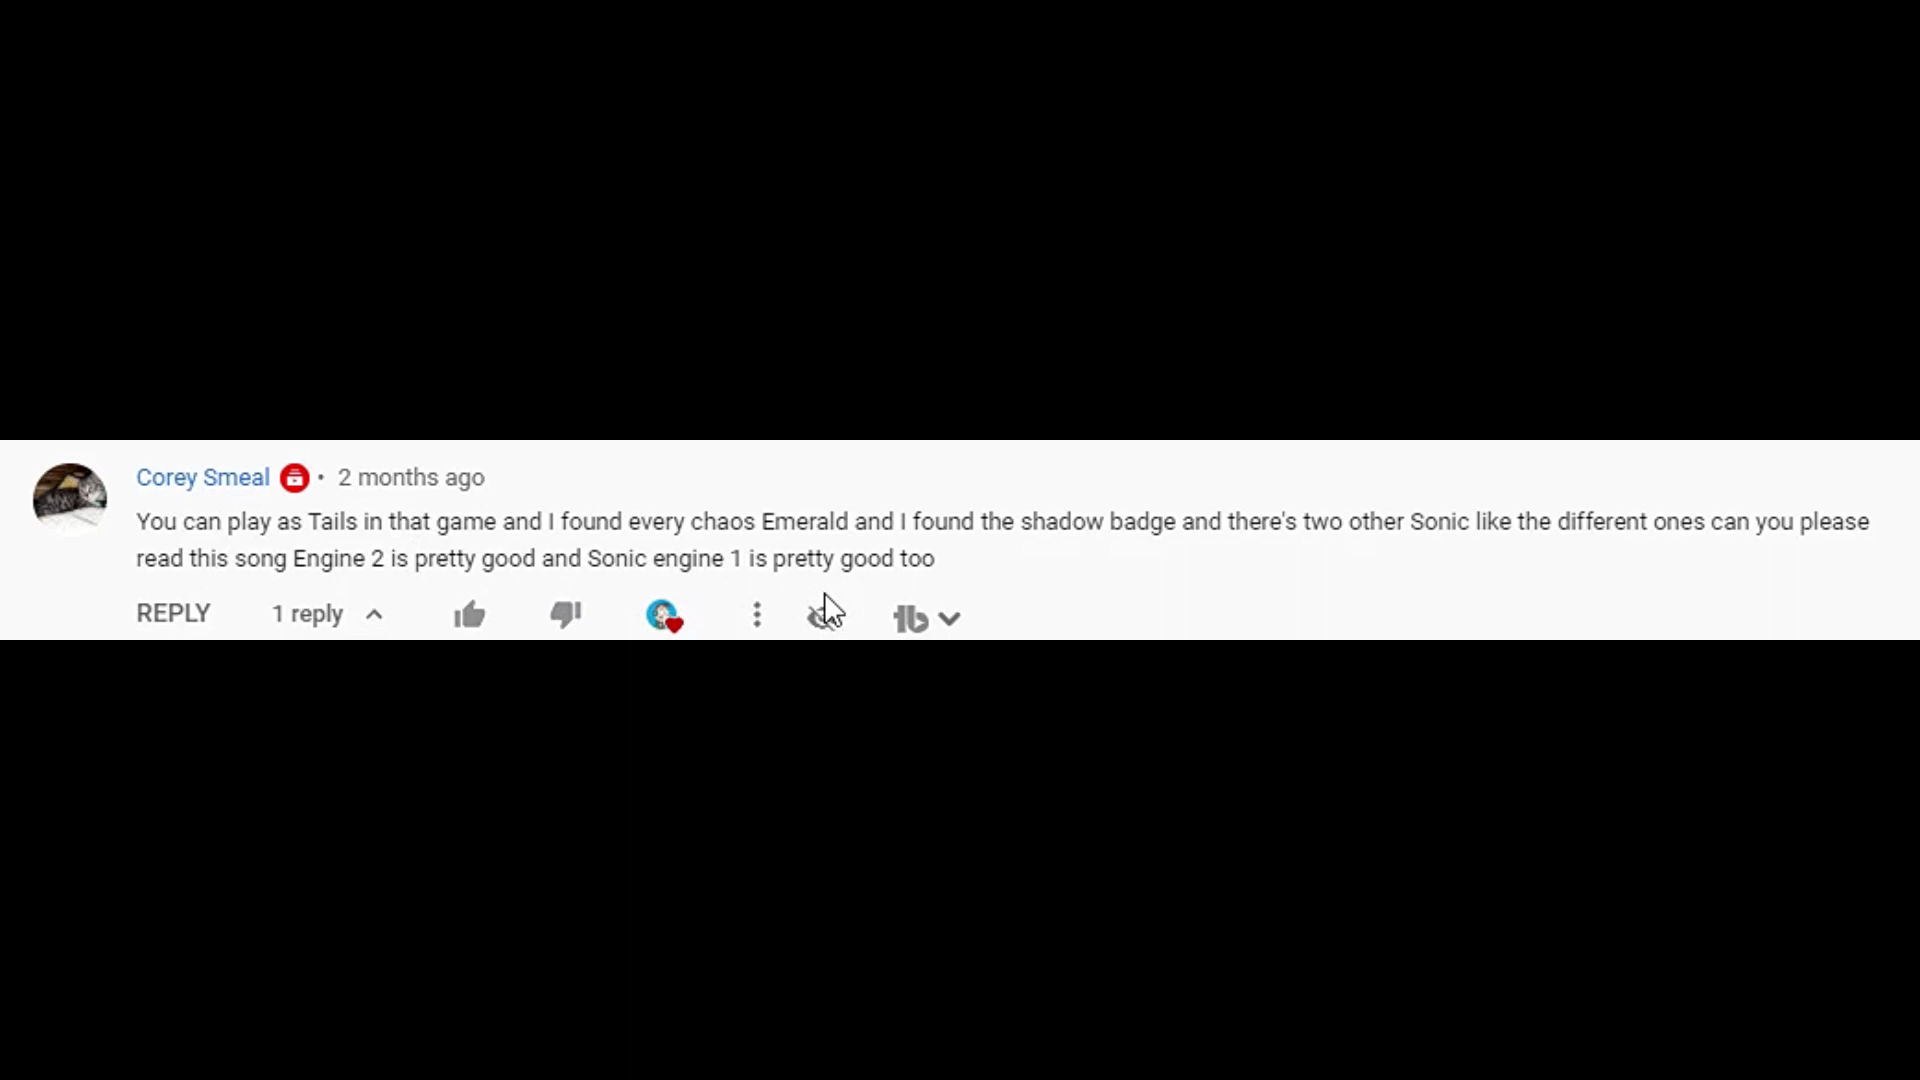 Corey Smeal • 2 months ago
You can play as Tails in that game and I found every chaos Emerald and I found the shadow badge and there's two other Sonic like the different ones can you please
read this song Engine 2 is pretty good and Sonic engine 1 is pretty good too
REPLY 1 reply